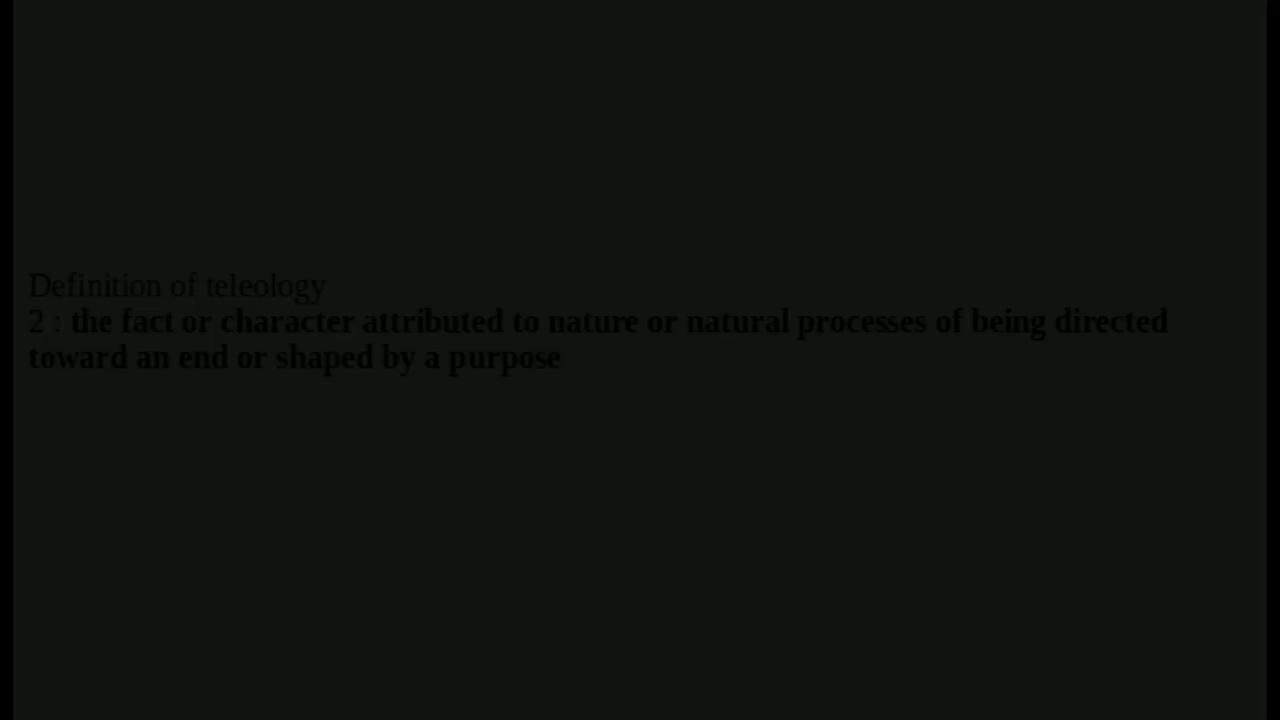 Definition of teleology
2 : the fact or character attributed to nature or natural processes of being directed
toward an end or shaped by a purpose